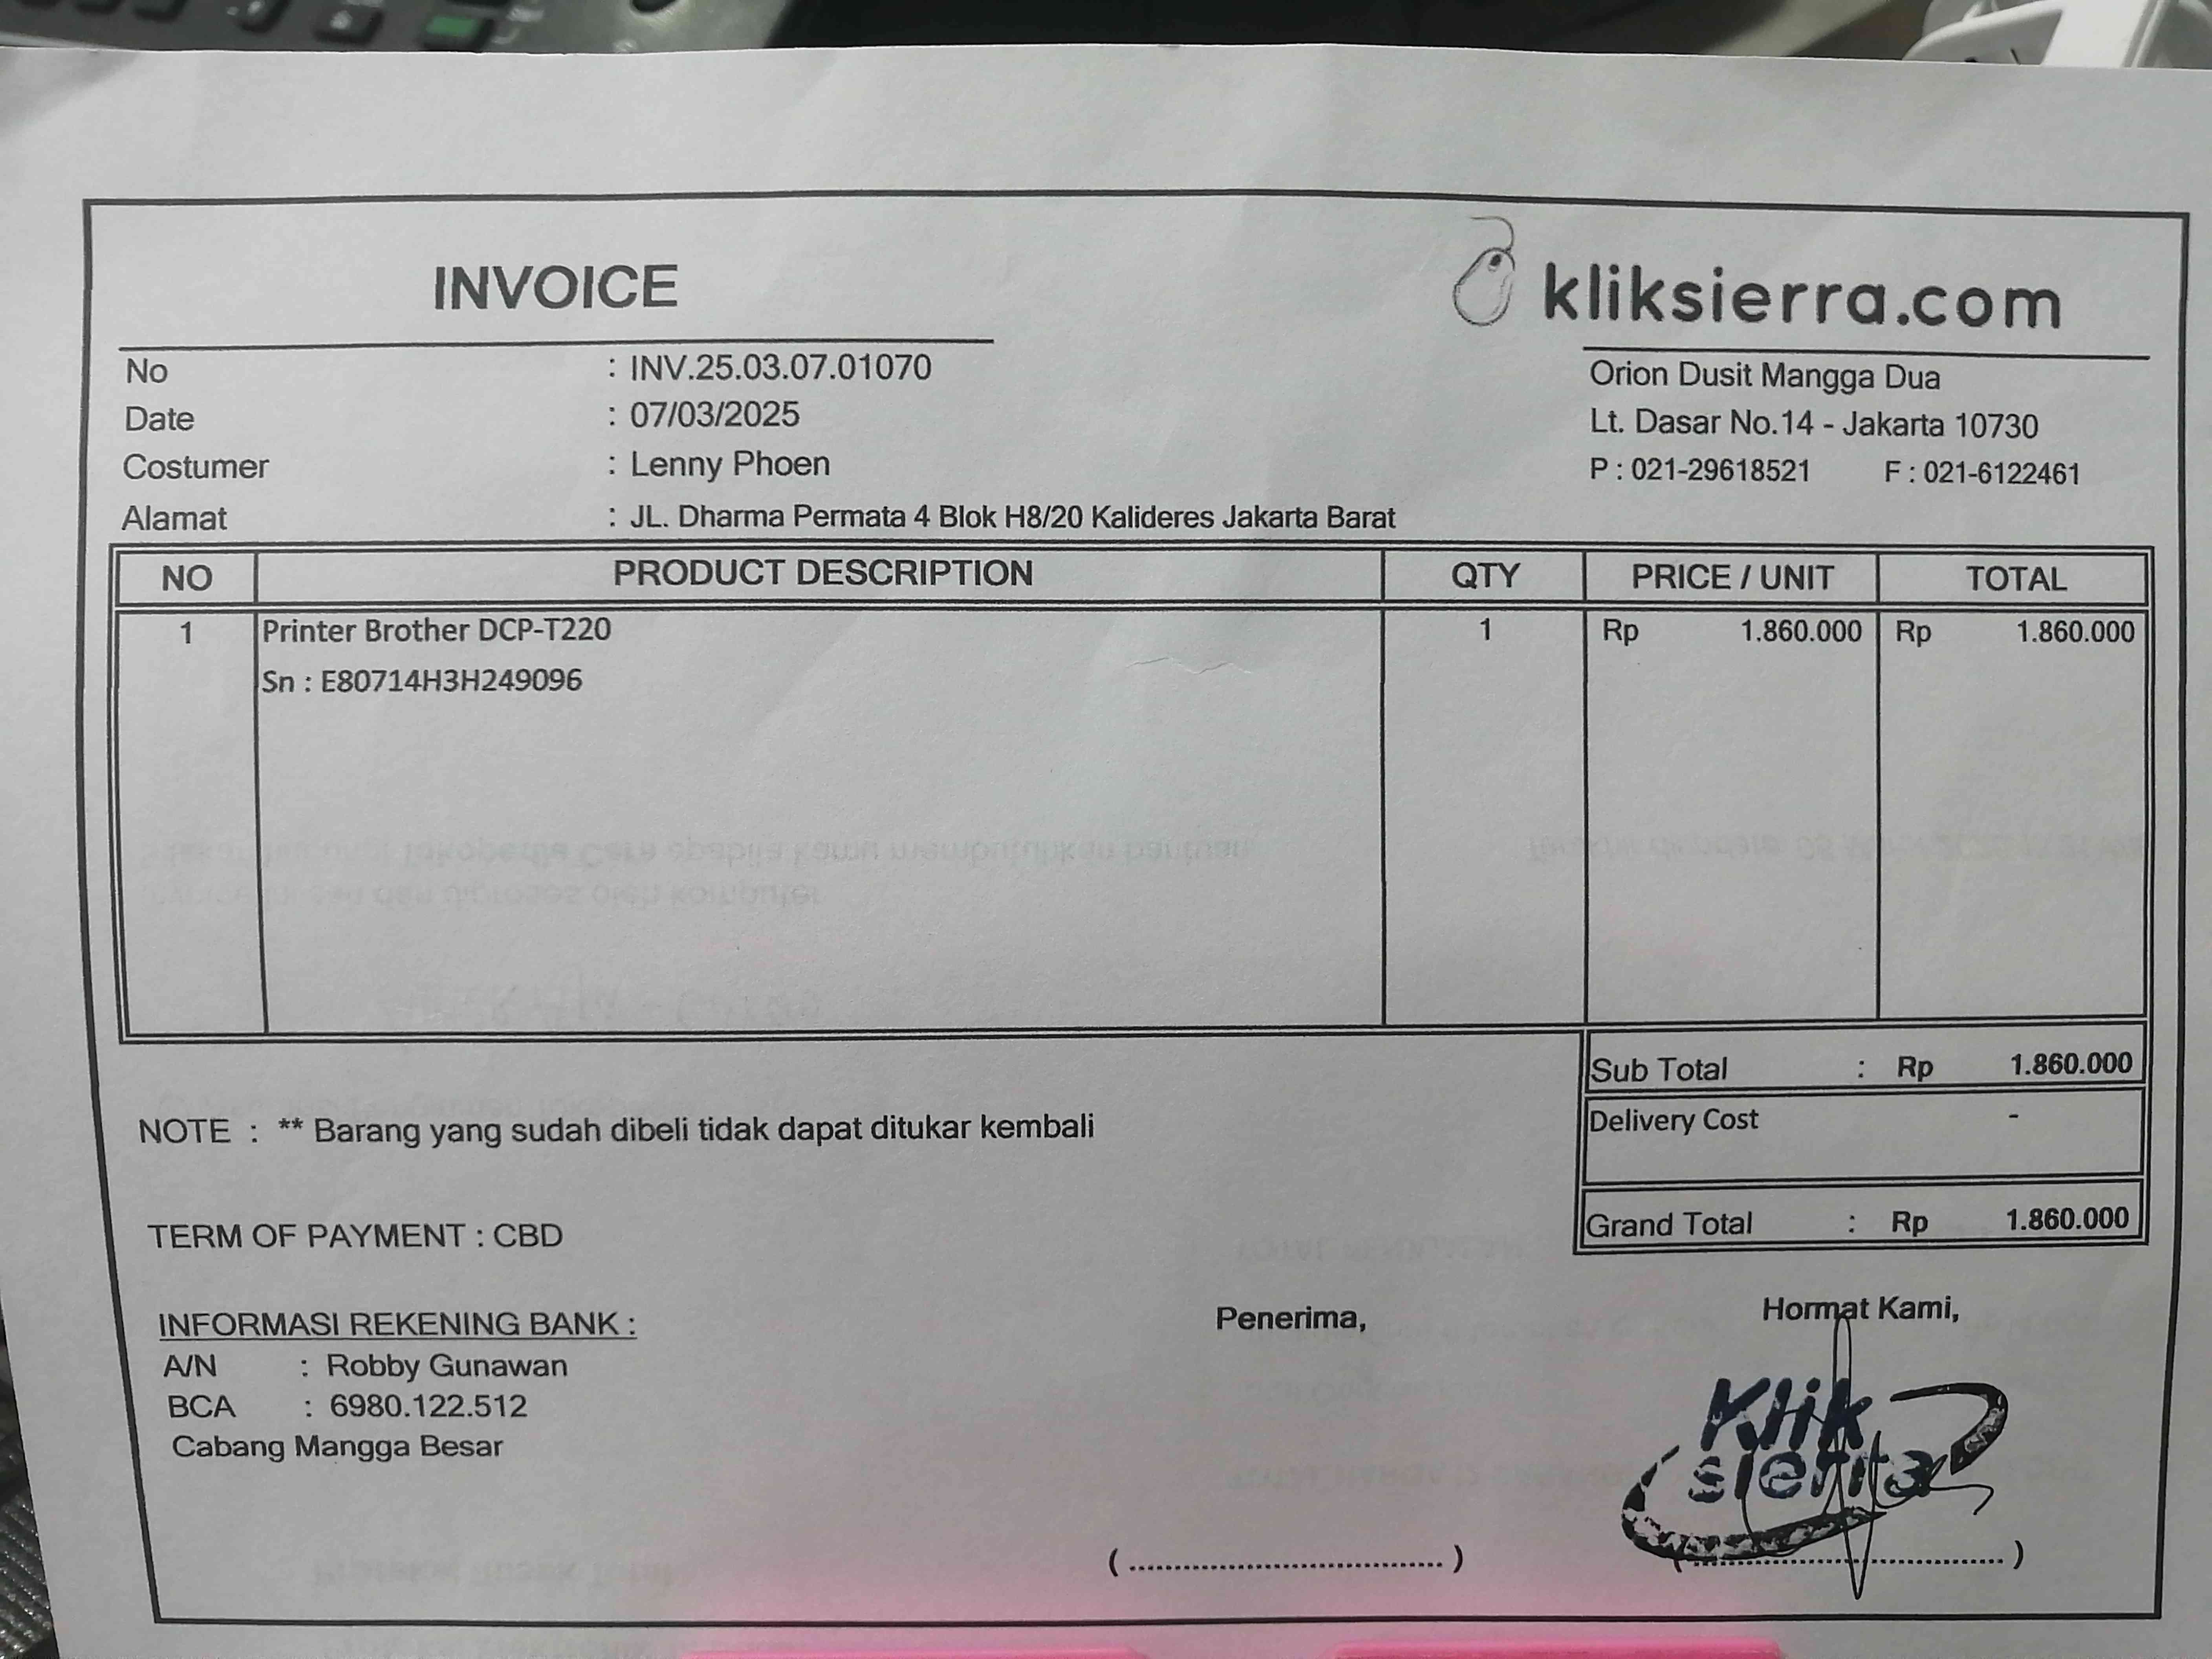 INVOICE
kliksierra.com
No : INV.25.03.07.01070
Date : 07/03/2025
Costumer : Lenny Phoen
Alamat : JL. Dharma Permata 4 Blok H8/20 Kalideres Jakarta Barat
Orion Dusit Mangga Dua
Lt. Dasar No.14 - Jakarta 10730
P : 021-29618521 F : 021-6122461
NO PRODUCT DESCRIPTION QTY PRICE / UNIT TOTAL
1 Printer Brother DCP-T220 1 Rp 1.860.000 Rp 1.860.000
Sn : E80714H3H249096
Sub Total : Rp 1.860.000
Delivery Cost -
Grand Total : Rp 1.860.000
NOTE : ** Barang yang sudah dibeli tidak dapat ditukar kembali
TERM OF PAYMENT : CBD
INFORMASI REKENING BANK :
A/N : Robby Gunawan
BCA : 6980.122.512
Cabang Mangga Besar
Penerima,
(................................)
Hormat Kami,
Klik
sierra
(................................)